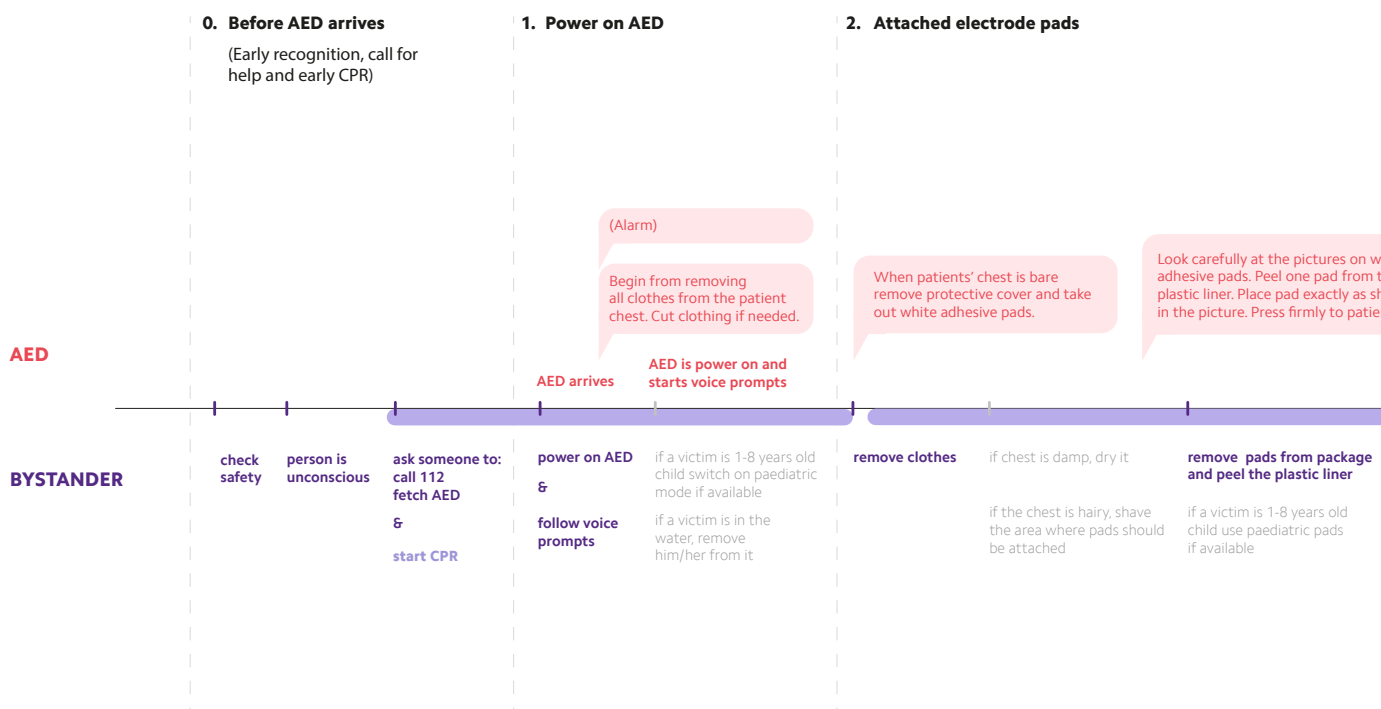 0. Before AED arrives
(Early recognition, call for
help and early CPR)
1. Power on AED
2. Attached electrode pads
(Alarm)
Begin from removing
all clothes from the patient
chest. Cut clothing if needed.
When patients’ chest is bare
remove protective cover and take
out white adhesive pads.
Look carefully at the pictures on
adhesive pads. Peel one pad from
plastic liner. Place pad exactly as
in the picture. Press firmly to
AED
AED arrives
AED is power on and
starts voice prompts
BYSTANDER
check
safety
person is
unconscious
ask someone to:
call 112
fetch AED
&
start CPR
power on AED
&
follow voice
prompts
if a victim is 1-8 years old
child switch on paediatric
mode if available
if a victim is in the
water, remove
him/her from it
remove clothes
if chest is damp, dry it
if the chest is hairy, shave
the area where pads should
be attached
remove pads from package
and peel the plastic liner
if a victim is 1-8 years old
child use paediatric pads
if available